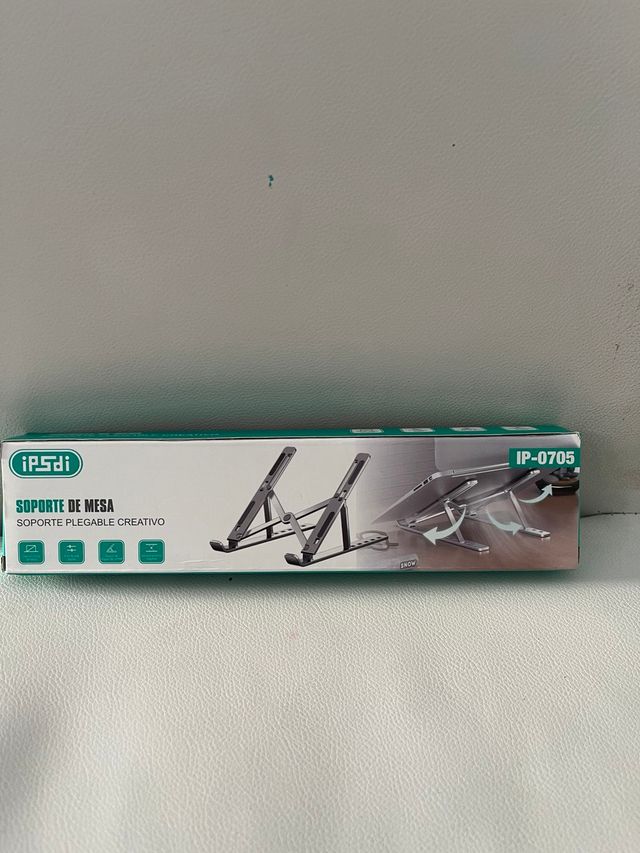 iPSdi
IP-0705
SOPORTE DE MESA
SOPORTE PLEGABLE CREATIVO
SNOW